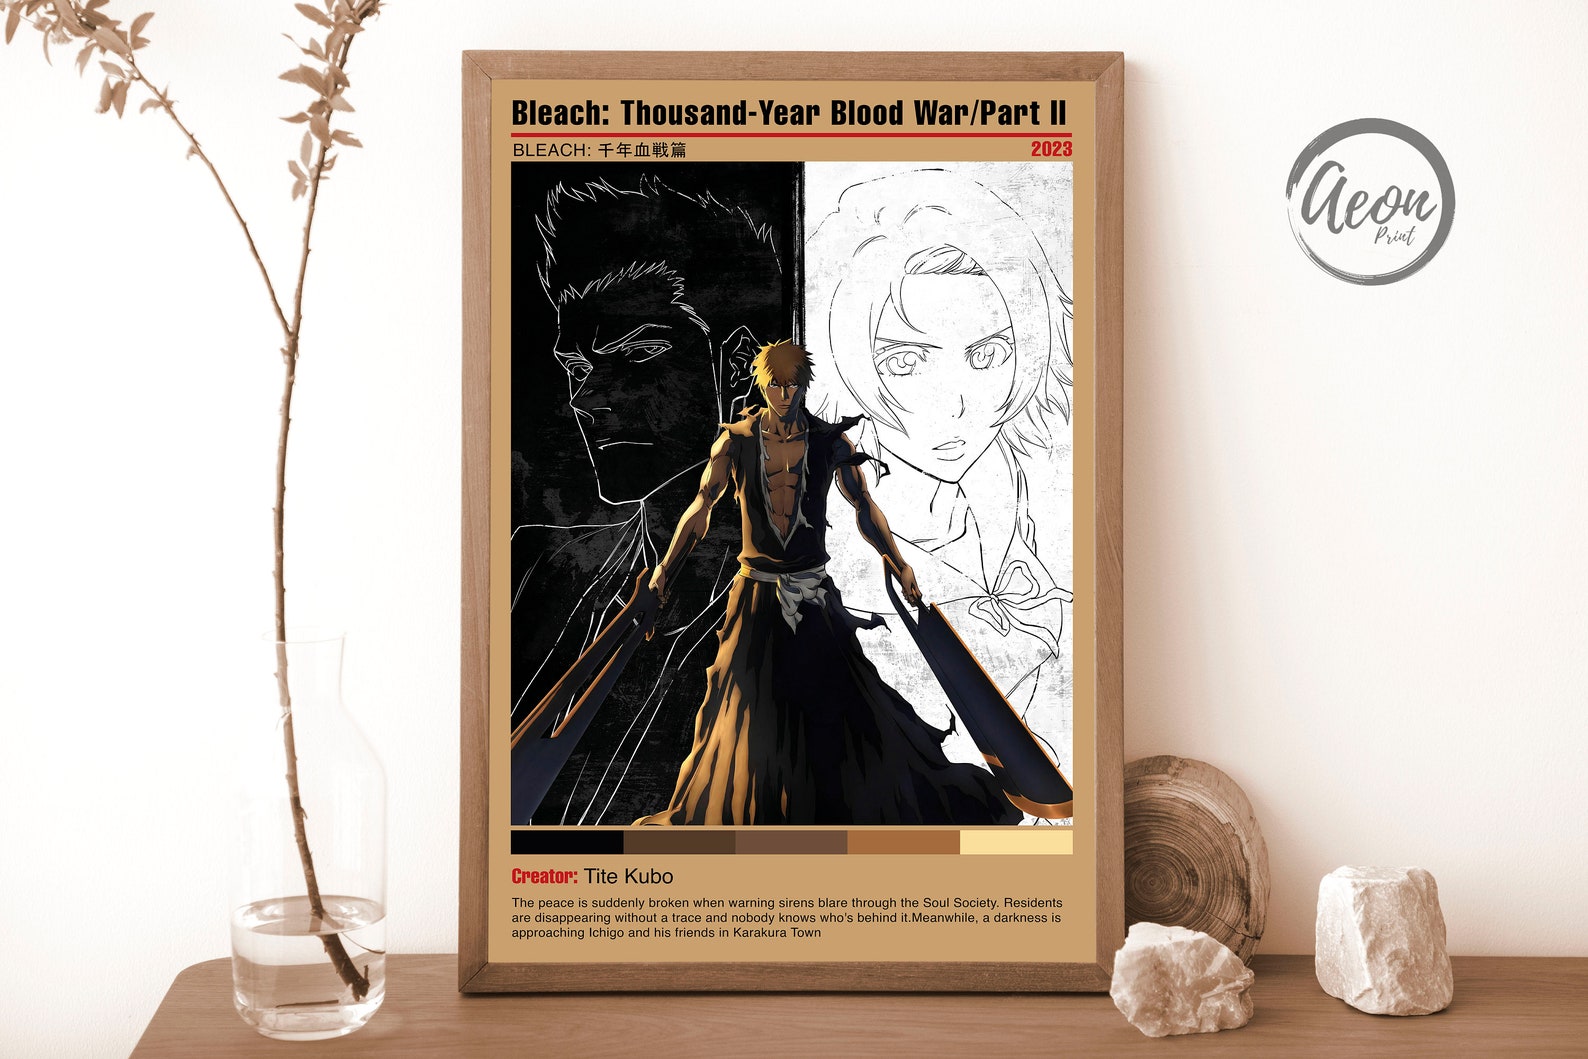 Bleach: Thousand-Year Blood War/Part II
BLEACH: 千年血戦篇
2023
Aeon
Print
Creator: Tite Kubo
The peace is suddenly broken when warning sirens blare through the Soul Society. Residents
are disappearing without a trace and nobody knows who's behind it.Meanwhile, a darkness is
approaching Ichigo and his friends in Karakura Town